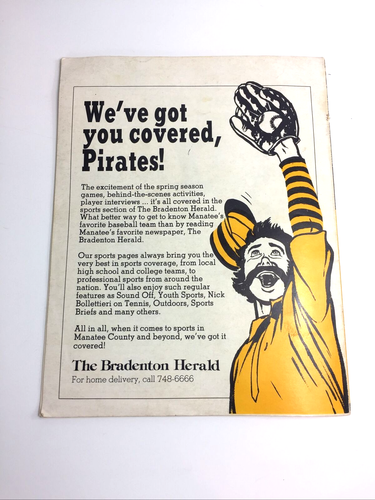 We've got
you covered,
Pirates!
The excitement of the spring season
games, behind-the-scenes activities,
player interviews ... it's all covered in the
sports section of The Bradenton Herald.
What better way to get to know Manatee's
favorite baseball team than by reading
Manatee's favorite newspaper, The
Bradenton Herald.
Our sports pages always bring you the
very best in sports coverage, from local
high school and college teams, to
professional sports from around the
nation. You'll also enjoy such regular
features as Sound Off, Youth Sports, Nick
Bollettieri on Tennis, Outdoors, Sports
Briefs and many others.
All in all, when it comes to sports in
Manatee County and beyond, we've got it
covered!
The Bradenton Herald
For home delivery, call 748-6666